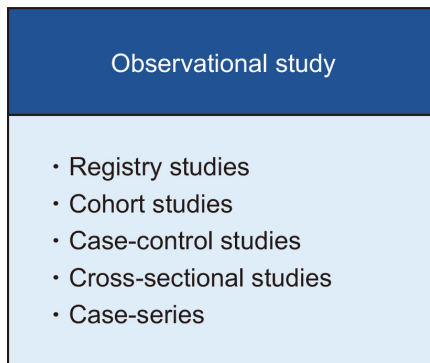 Observational study
・Registry studies
・Cohort studies
・Case-control studies
・Cross-sectional studies
・Case-series